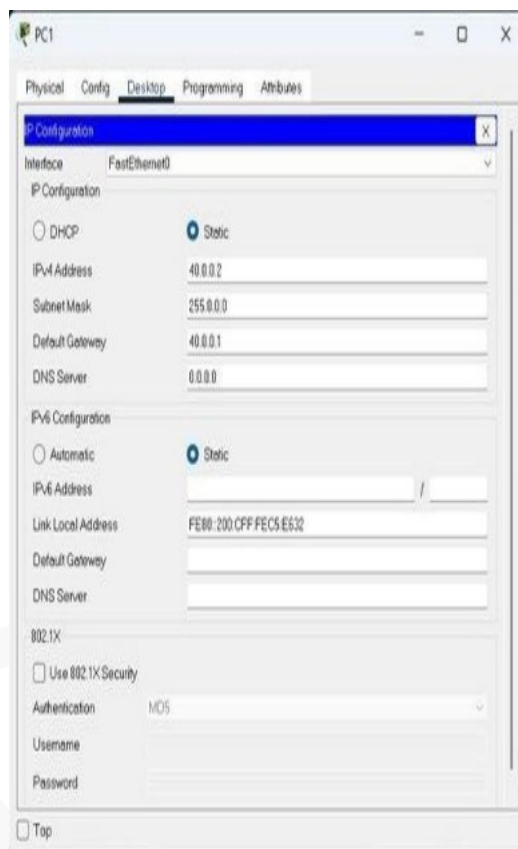 PC1
Physical Config Desktop Programming Attributes
IP Configuration X
Interface FastEthernet0
IP Configuration
DHCP Static
IPv4 Address 40.0.0.2
Subnet Mask 255.0.0.0
Default Gateway 40.0.0.1
DNS Server 0.0.0.0
IPv6 Configuration
Automatic Static
IPv6 Address /
Link Local Address FE80::200:CFF:FEC5:E632
Default Gateway
DNS Server
802.1X
Use 802.1X Security
Authentication MD5
Username
Password
Top